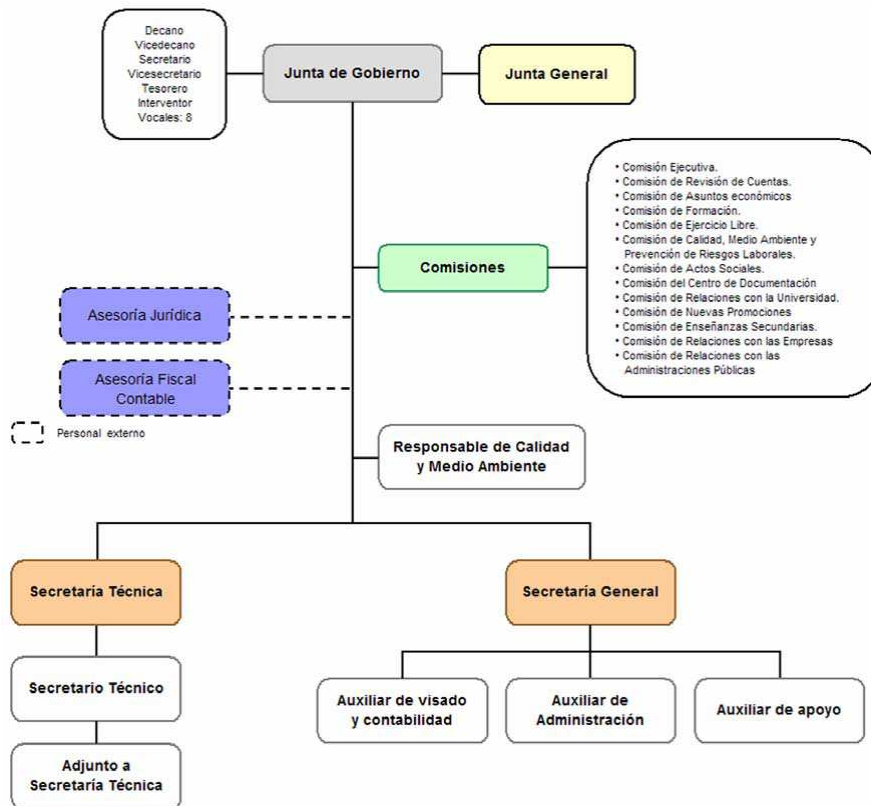 Decano
Vicedecano
Secretario
Vicesecretario
Tesorero
Interventor
Vocales: 8
Junta de Gobierno
Junta General
• Comisión Ejecutiva.
• Comisión de Revisión de Cuentas.
• Comisión de Asuntos económicos
• Comisión de Formación.
• Comisión de Ejercicio Libre.
• Comisión de Calidad, Medio Ambiente y
Prevención de Riesgos Laborales.
• Comisión de Actos Sociales.
• Comisión del Centro de Documentación
• Comisión de Relaciones con la Universidad.
• Comisión de Nuevas Promociones
• Comisión de Enseñanzas Secundarias.
• Comisión de Relaciones con las Empresas
• Comisión de Relaciones con las
Administraciones Públicas
Comisiones
Asesoría Jurídica
Asesoría Fiscal
Contable
Personal externo
Responsable de Calidad
y Medio Ambiente
Secretaría Técnica
Secretaría General
Secretario Técnico
Auxiliar de visado
y contabilidad
Auxiliar de
Administración
Auxiliar de apoyo
Adjunto a
Secretaría Técnica